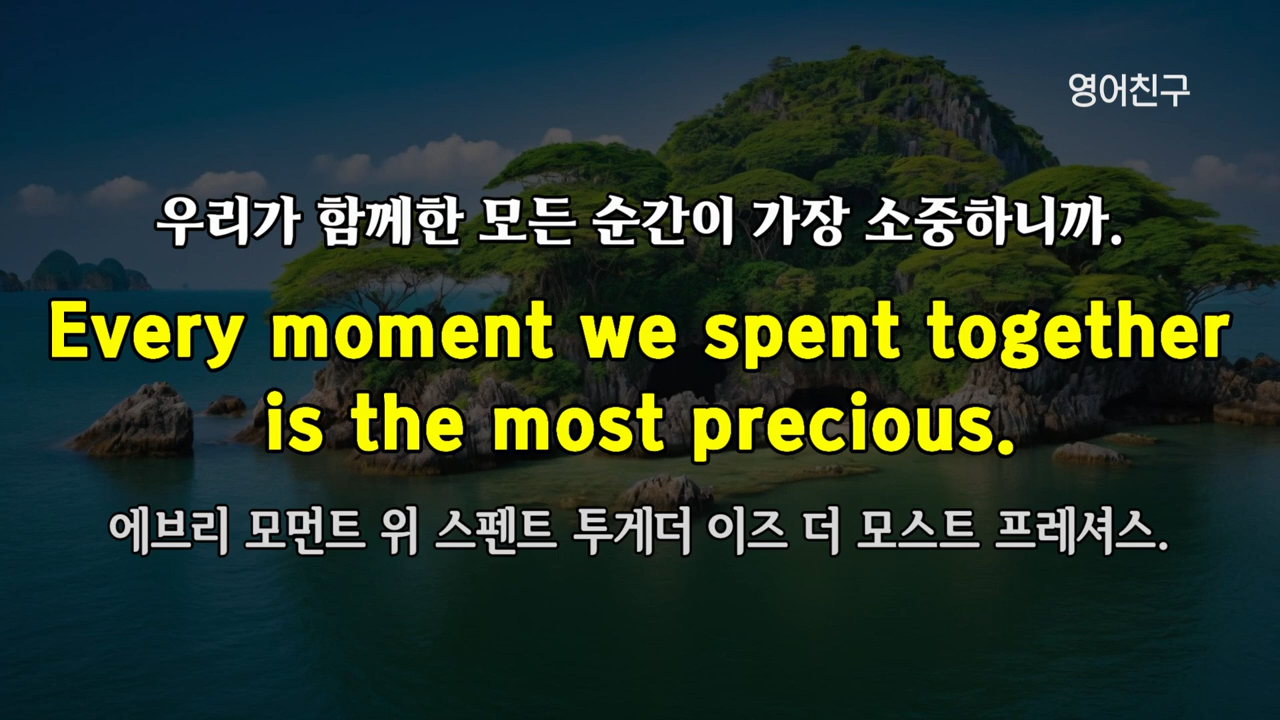 영어친구
우리가 함께한 모든 순간이 가장 소중하니까.
Every moment we spent together
is the most precious.
에브리 모먼트 위 스펜트 투게더 이즈 더 모스트 프레셔스.